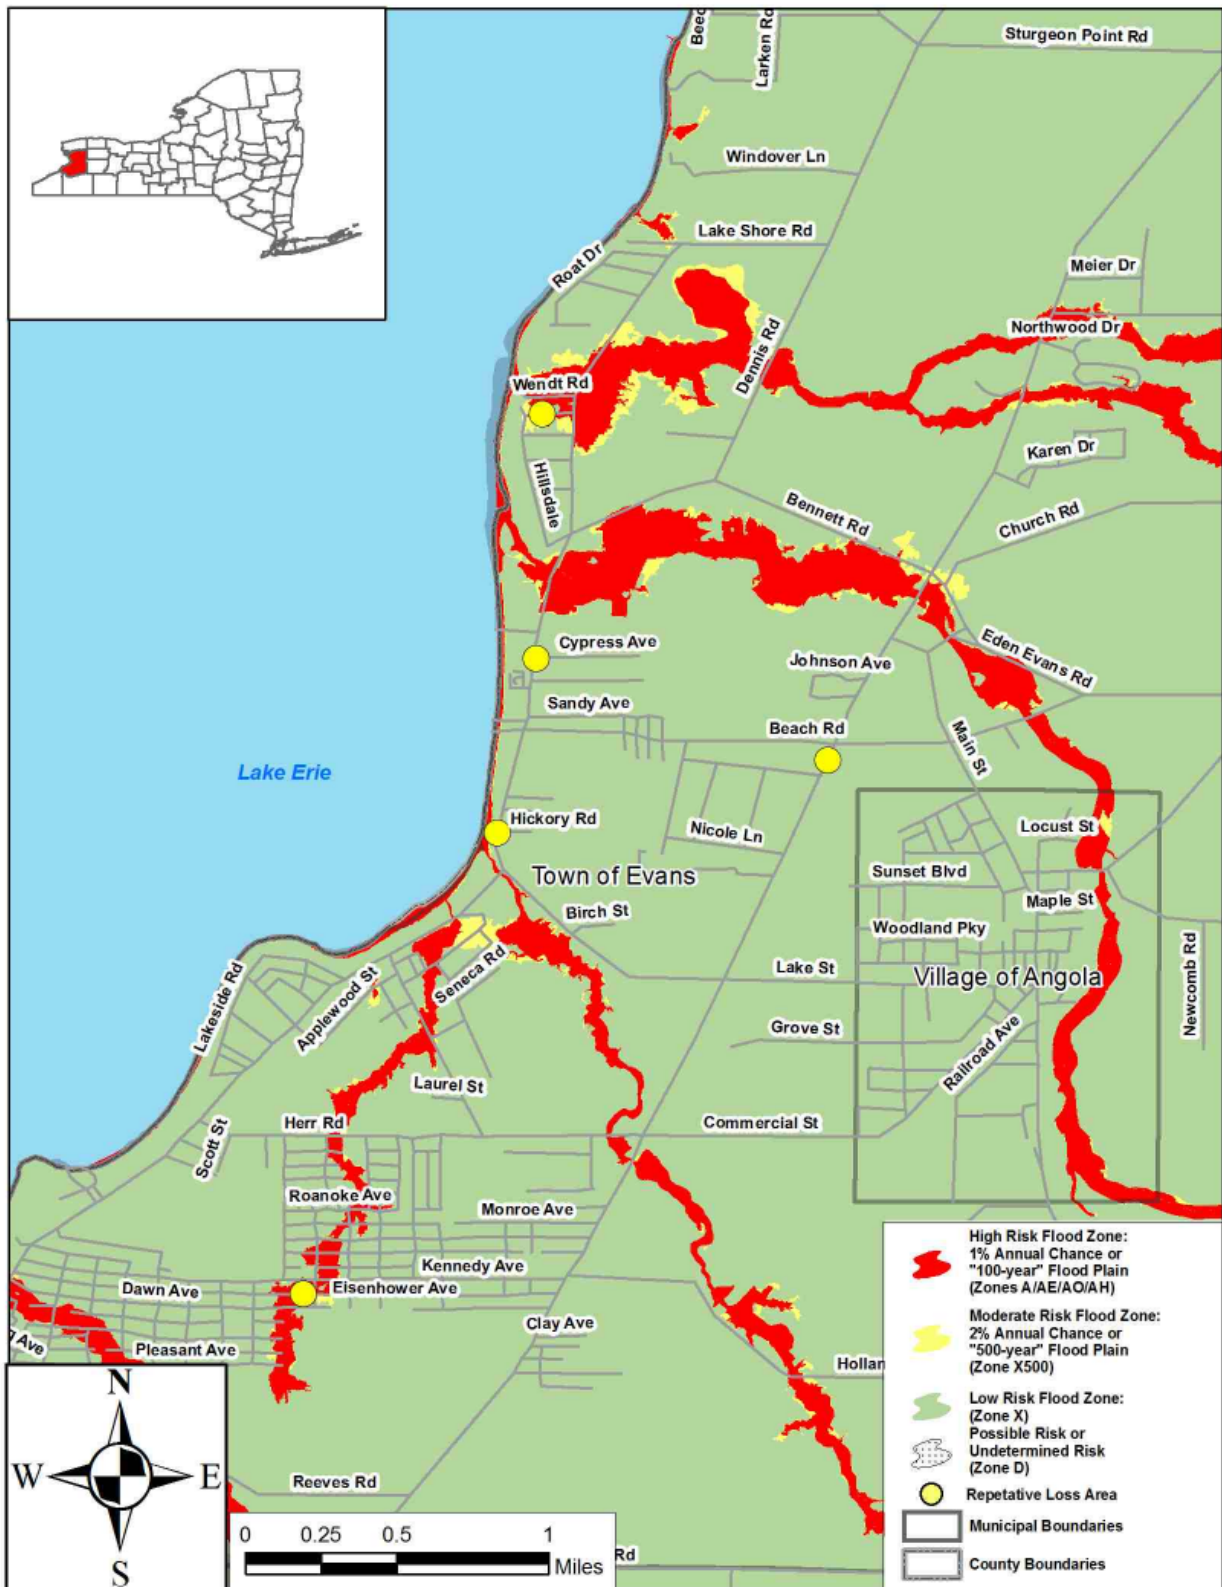 Beec
Larken Rd
Sturgeon Point Rd
Windover Ln
Lake Shore Rd
Roat Dr
Meier Dr
Northwood Dr
Dennis Rd
Wendt Rd
Karen Dr
Hillsdale
Bennett Rd
Church Rd
Cypress Ave
Johnson Ave
Eden Evans Rd
Sandy Ave
Beach Rd
Main St
Lake Erie
Hickory Rd
Nicole Ln
Locust St
Town of Evans
Sunset Blvd
Birch St
Maple St
Woodland Pky
Seneca Rd
Lake St
Village of Angola
Newcomb Rd
Lakeside Rd
Applewood St
Grove St
Railroad Ave
Laurel St
Herr Rd
Commercial St
Scott St
Roanoke Ave
Monroe Ave
Kennedy Ave
Dawn Ave
Eisenhower Ave
Clay Ave
g Ave
Pleasant Ave
Hollan
Reeves Rd
Rd
N
W
E
S
0 0.25 0.5 1
Miles
High Risk Flood Zone:
1% Annual Chance or
"100-year" Flood Plain
(Zones A/AE/AO/AH)
Moderate Risk Flood Zone:
2% Annual Chance or
"500-year" Flood Plain
(Zone X500)
Low Risk Flood Zone:
(Zone X)
Possible Risk or
Undetermined Risk
(Zone D)
Repetative Loss Area
Municipal Boundaries
County Boundaries